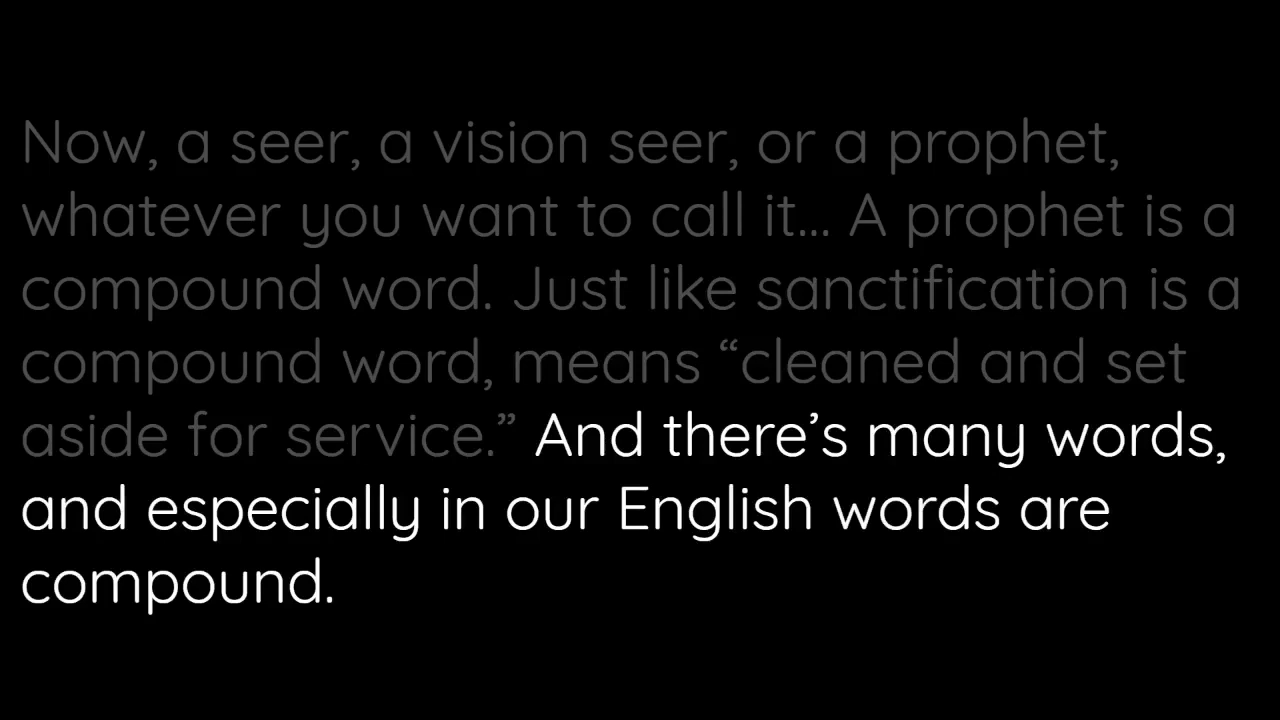 Now, a seer, a vision seer, or a prophet,
whatever you want to call it... A prophet is a
compound word. Just like sanctification is a
compound word, means “cleaned and set
aside for service.” And there’s many words,
and especially in our English words are
compound.